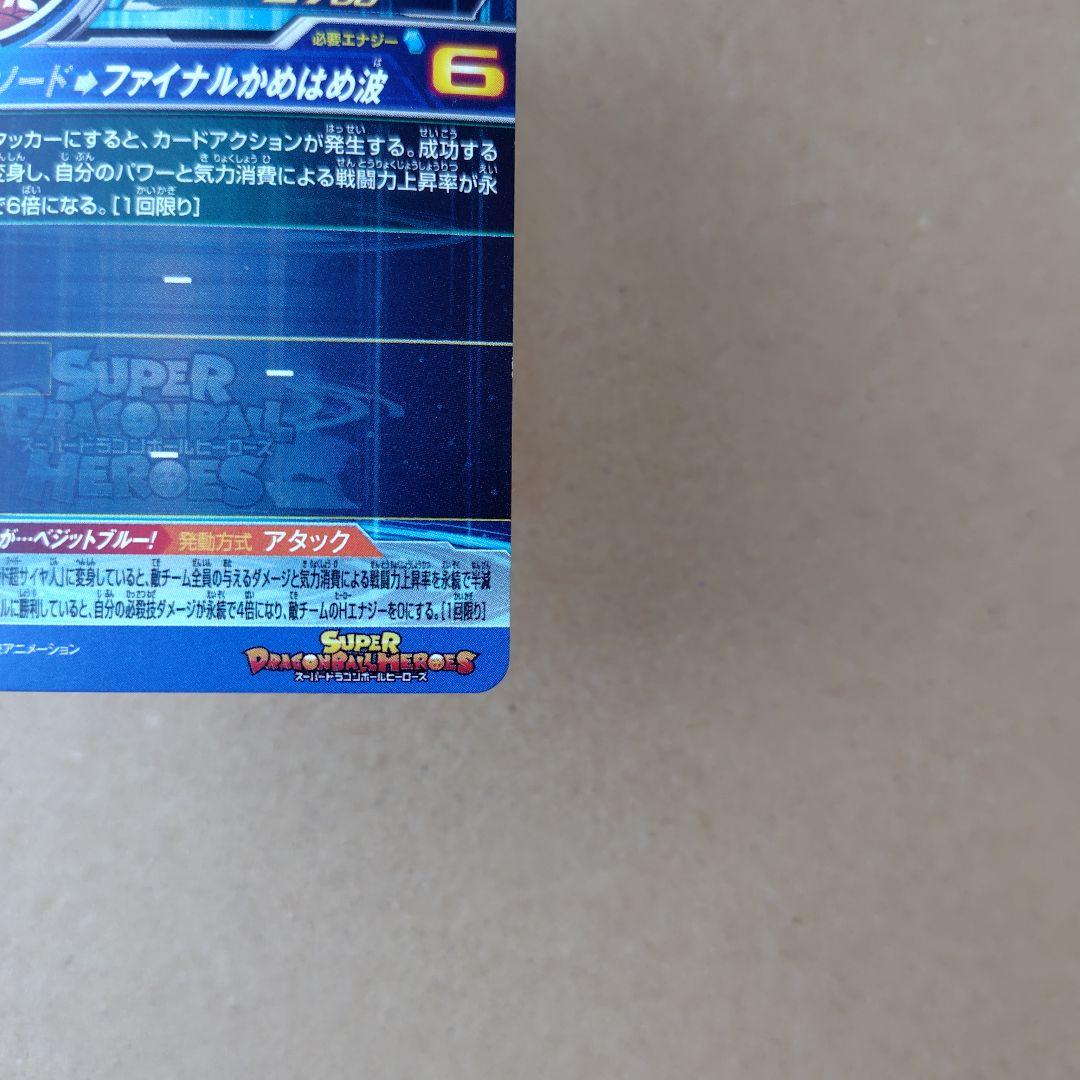 必要エナジー 6
ソード➡ファイナルかめはめ波
アタッカーにすると、カードアクションが発生する。成功する
変身し、自分のパワーと気力消費による戦闘力上昇率が永
で6倍になる。[1回限り]
ー
SUPER
ー
DRAGONBALL
スーパードラゴンボールヒーローズ
ー
HEROES
が…ベジットブルー! 発動方式 アタック
ド超サイヤ人」に変身していると、敵チーム全員の与えるダメージと気力消費による戦闘力上昇率を永続で半減
ルに勝利していると、自分の必殺技ダメージが永続で4倍になり、敵チームのHエナジーを0にする。[1回限り]
アニメーション
SUPER
DRAGONBALL HEROES
スーパードラゴンボールヒーローズ